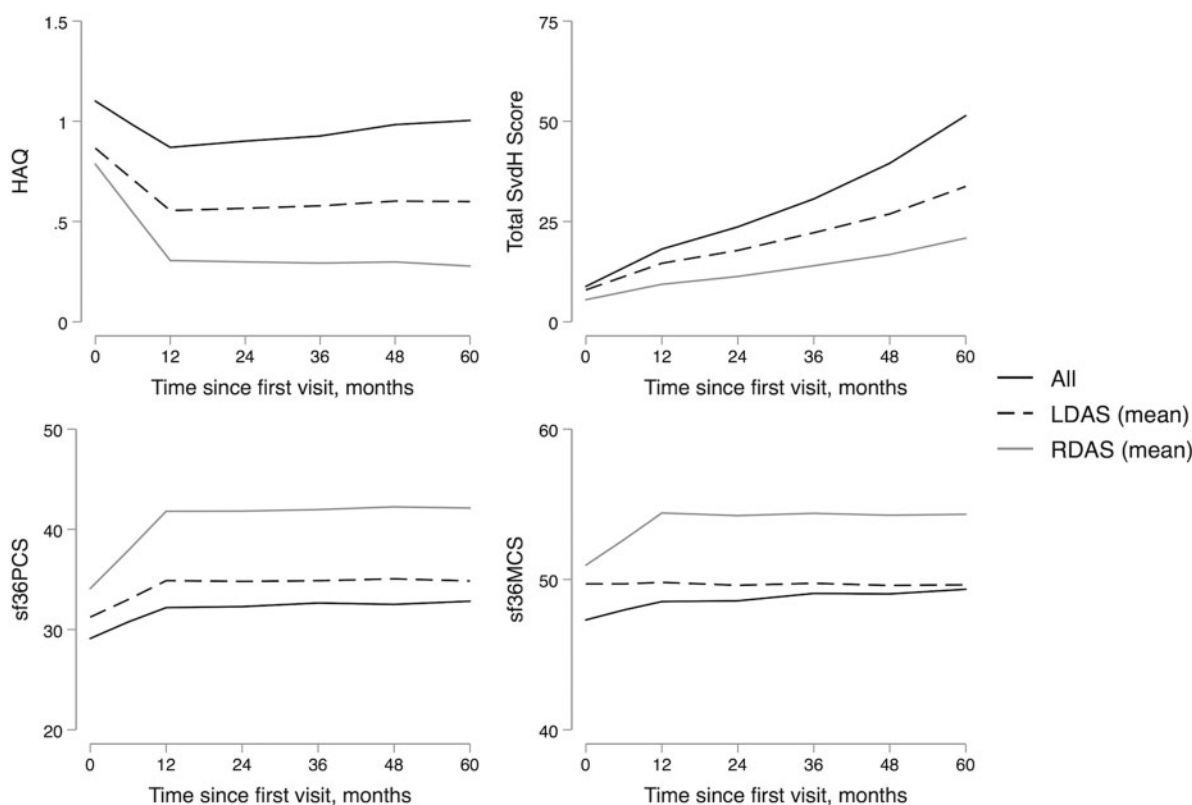 HAQ
1.5
1
.5
0
0 12 24 36 48 60
Time since first visit, months
Total SvdH Score
75
50
25
0
0 12 24 36 48 60
Time since first visit, months
All
LDAS (mean)
RDAS (mean)
sf36PCS
50
40
30
20
0 12 24 36 48 60
Time since first visit, months
sf36MCS
60
50
40
0 12 24 36 48 60
Time since first visit, months